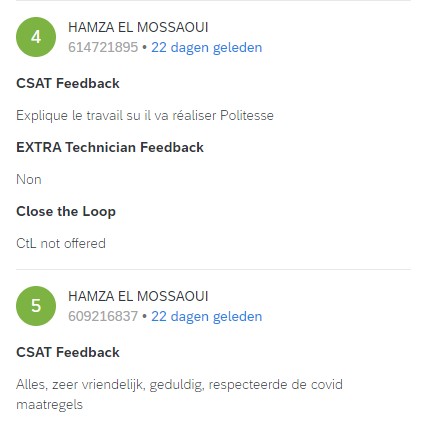 4
HAMZA EL MOSSAOUI
614721895 • 22 dagen geleden
CSAT Feedback
Explique le travail su il va réaliser Politesse
EXTRA Technician Feedback
Non
Close the Loop
CtL not offered
5
HAMZA EL MOSSAOUI
609216837 • 22 dagen geleden
CSAT Feedback
Alles, zeer vriendelijk, geduldig, respecteerde de covid
maatregels